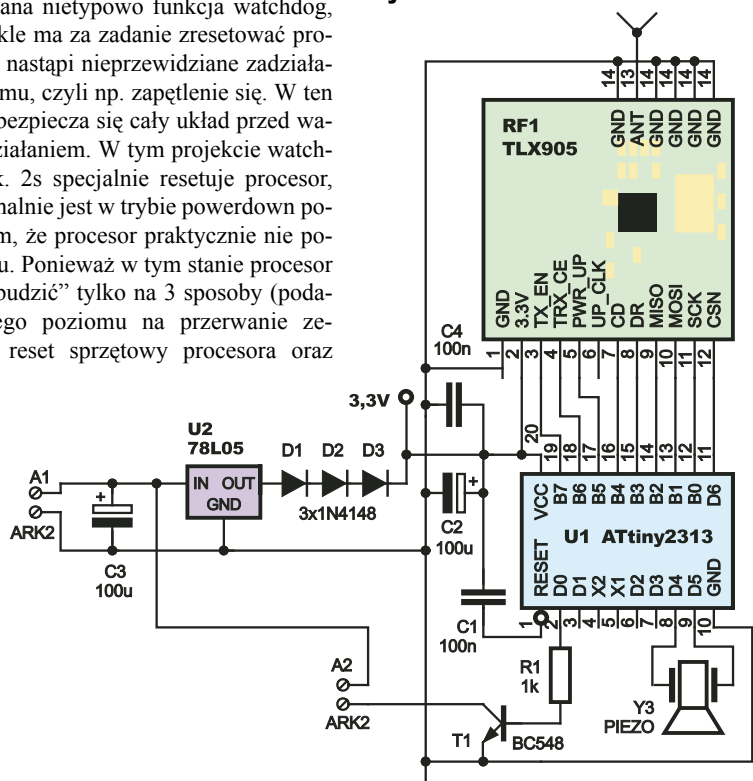 ana nietypowo funkcja watchdog,
kle ma za zadanie zresetować pro-
nastąpi nieprzewidziane zadziała-
mu, czyli np. zapętlenie się. W ten
bezpiecza się cały układ przed wa-
ziałaniem. W tym projekcie watch-
k. 2s specjalnie resetuje procesor,
nalnie jest w trybie powerdown po-
m, że procesor praktycznie nie po-
u. Ponieważ w tym stanie procesor
budzić” tylko na 3 sposoby (poda-
ego poziomu na przerwanie ze-
reset sprzętowy procesora oraz
14 13 14 14 14 14
GND ANT GND GND GND GND
RF1
TLX905
GND 3.3V TX_EN TRX_CE PWR_UP UP_CLK CD DR MISO MOSI SCK CSN
1 2 3 4 5 6 7 8 9 10 11 12
C4
100n
3,3V
U2
78L05
IN OUT
GND
D1 D2 D3
3x1N4148
A1
ARK2
+
C3
100u
+
C2
100u
C1
100n
20 19 18 17 16 15 14 13 12 11
VCC B7 B6 B5 B4 B3 B2 B1 B0 D6
U1 ATtiny2313
RESET D0 D1 X2 X1 D2 D3 D4 D5 GND
1 2 3 4 5 6 7 8 9 10
A2
ARK2
R1
1k
T1
BC548
Y3
PIEZO